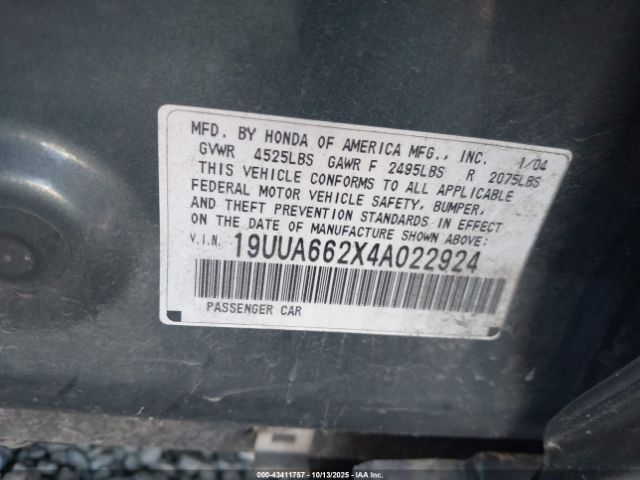 MFD. BY HONDA OF AMERICA MFG., INC. 1/04
GVWR 4525LBS GAWR F 2495LBS R 2075LBS
THIS VEHICLE CONFORMS TO ALL APPLICABLE
FEDERAL MOTOR VEHICLE SAFETY, BUMPER,
AND THEFT PREVENTION STANDARDS IN EFFECT
ON THE DATE OF MANUFACTURE SHOWN ABOVE:
V.I.N. 19UUA662X4A022924
PASSENGER CAR
000-43411757 - 10/13/2025 - IAA Inc.